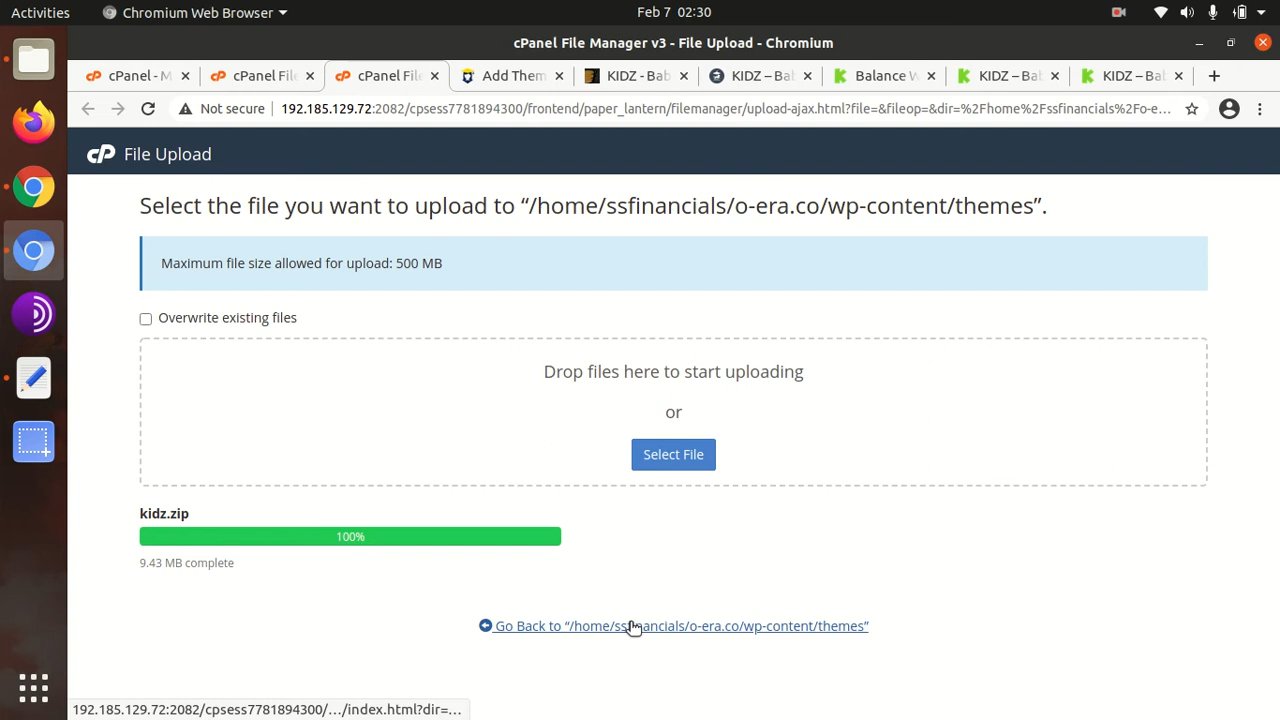 Activities
Chromium Web Browser
Feb 7 02:30
cPanel File Manager v3 - File Upload - Chromium
cPanel - M
cPanel File
cPanel File
Add Them
KIDZ - Bab
KIDZ – Bab
Balance W
KIDZ – Bab
KIDZ – Bab
Not secure
192.185.129.72:2082/cpsess7781894300/frontend/paper_lantern/filemanager/upload-ajax.html?file=&fileop=&dir=%2Fhome%2Fssfinancials%2Fo-e...
cP File Upload
Select the file you want to upload to “/home/ssfinancials/o-era.co/wp-content/themes”.
Maximum file size allowed for upload: 500 MB
Overwrite existing files
Drop files here to start uploading
or
Select File
kidz.zip
100%
9.43 MB complete
Go Back to “/home/ssfinancials/o-era.co/wp-content/themes”
192.185.129.72:2082/cpsess7781894300/.../index.html?dir=...